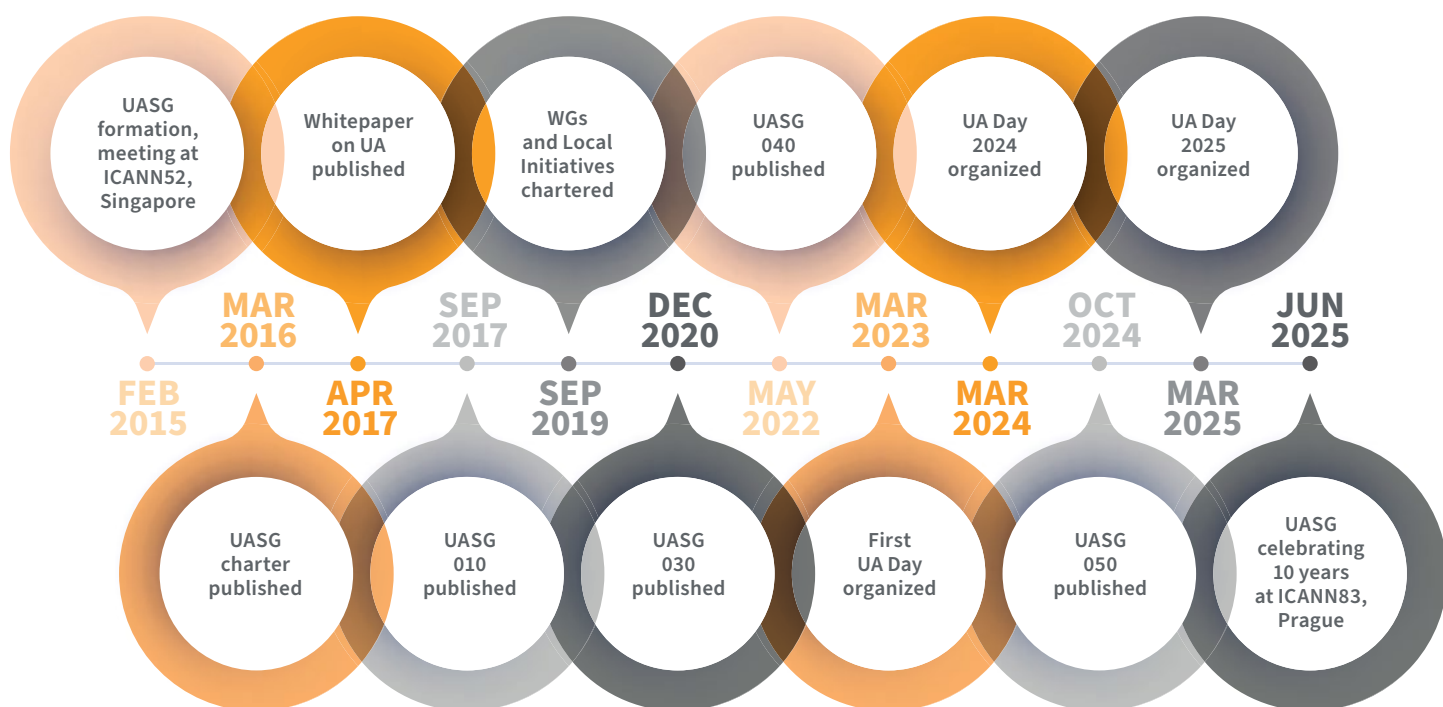 UASG
formation,
meeting at
ICANN52,
Singapore
Whitepaper
on UA
published
WGs
and Local
Initiatives
chartered
UASG
040
published
UA Day
2024
organized
UA Day
2025
organized
MAR
2016
SEP
2017
DEC
2020
MAR
2023
OCT
2024
JUN
2025
FEB
2015
APR
2017
SEP
2019
MAY
2022
MAR
2024
MAR
2025
UASG
charter
published
UASG
010
published
UASG
030
published
First
UA Day
organized
UASG
050
published
UASG
celebrating
10 years
at ICANN83,
Prague